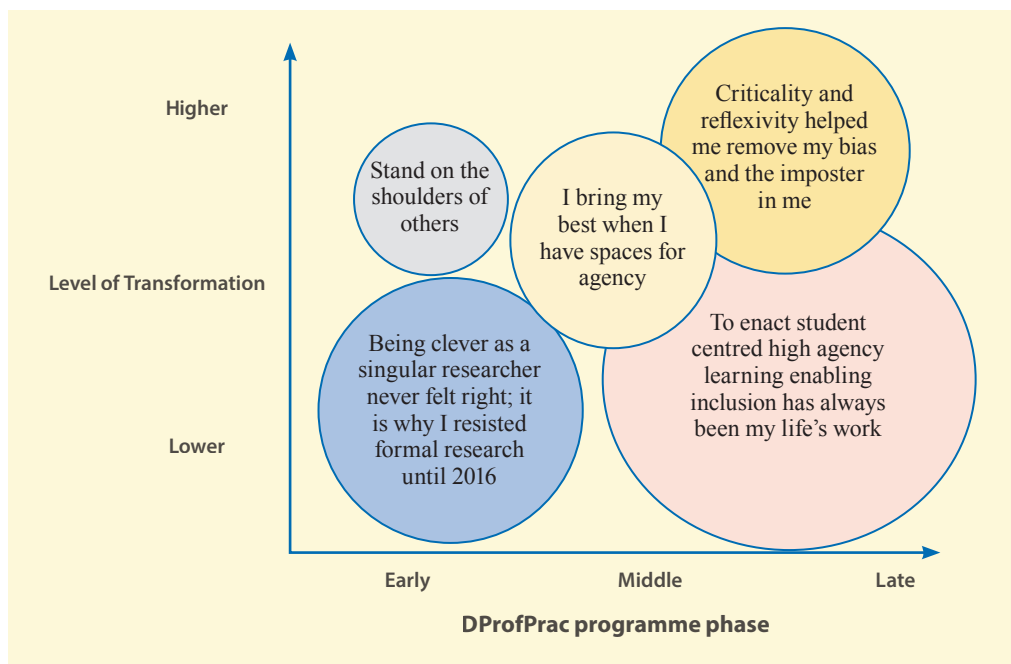 Higher
Level of Transformation
Lower
Stand on the
shoulders of
others
Being clever as a
singular researcher
never felt right; it
is why I resisted
formal research
until 2016
I bring my
best when I
have spaces for
agency
Criticality and
reflexivity helped
me remove my bias
and the imposter
in me
To enact student
centred high agency
learning enabling
inclusion has always
been my life’s work
Early
Middle
Late
DProfPrac programme phase